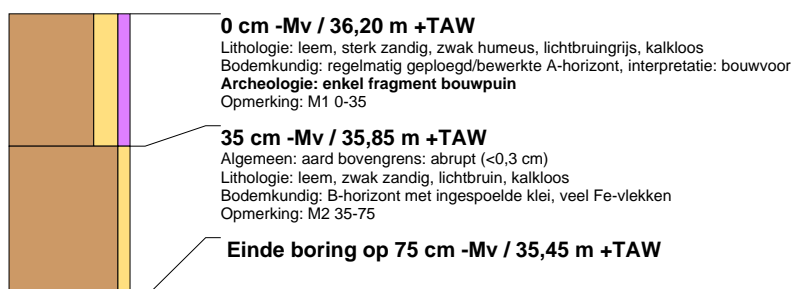 0 cm -Mv / 36,20 m +TAW
Lithologie: leem, sterk zandig, zwak humeus, lichtbruingrijs, kalkloos
Bodemkundig: regelmatig geploegd/bewerkte A-horizont, interpretatie: bouwvoor
Archeologie: enkel fragment bouwpuin
Opmerking: M1 0-35
35 cm -Mv / 35,85 m +TAW
Algemeen: aard bovengrens: abrupt (<0,3 cm)
Lithologie: leem, zwak zandig, lichtbruin, kalkloos
Bodemkundig: B-horizont met ingespoelde klei, veel Fe-vlekken
Opmerking: M2 35-75
Einde boring op 75 cm -Mv / 35,45 m +TAW